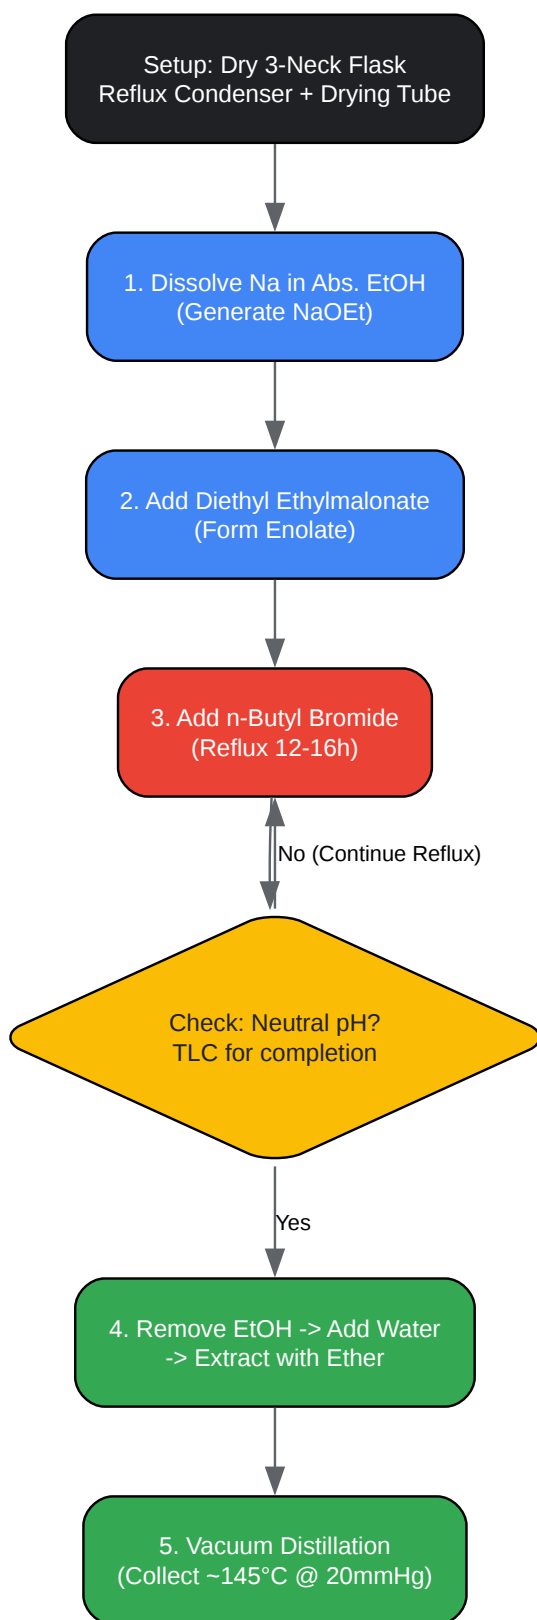 Setup: Dry 3-Neck Flask
Reflux Condenser + Drying Tube
1. Dissolve Na in Abs. EtOH
(Generate NaOEt)
2. Add Diethyl Ethylmalonate
(Form Enolate)
3. Add n-Butyl Bromide
(Reflux 12-16h)
No (Continue Reflux)
Check: Neutral pH?
TLC for completion
Yes
4. Remove EtOH -> Add Water
-> Extract with Ether
5. Vacuum Distillation
(Collect ~145°C @ 20mmHg)